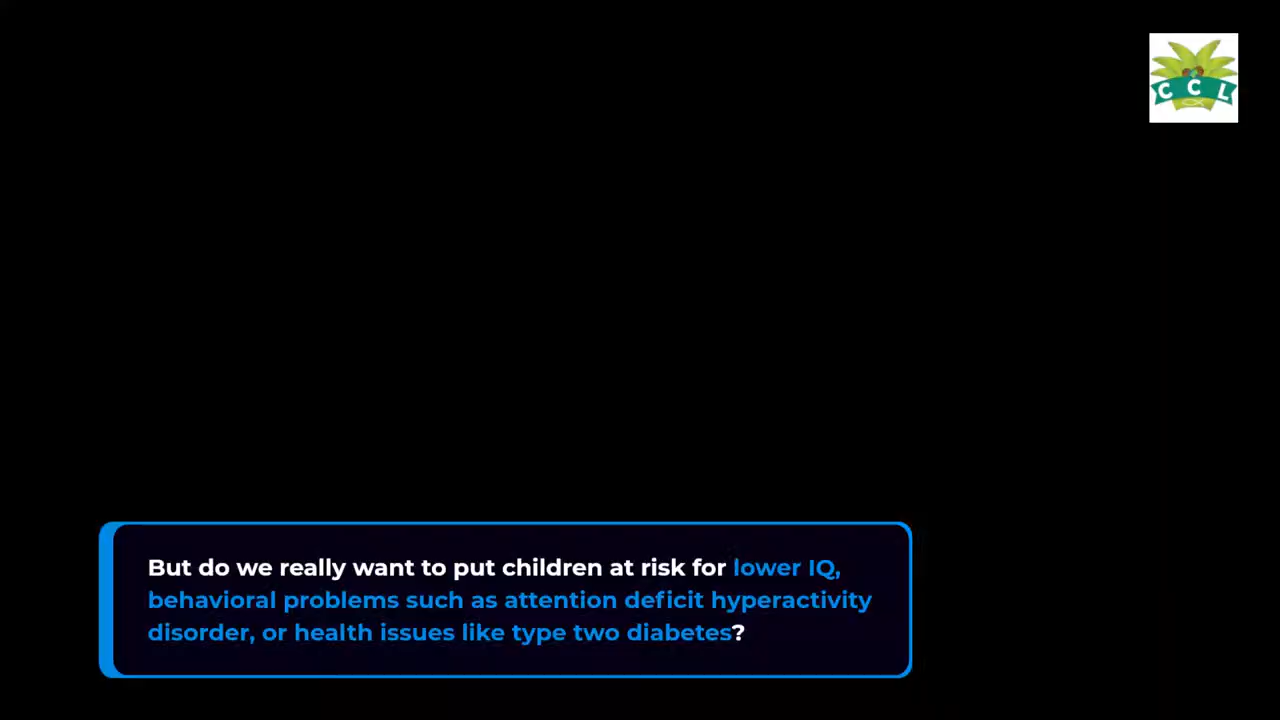 CCL
But do we really want to put children at risk for lower IQ,
behavioral problems such as attention deficit hyperactivity
disorder, or health issues like type two diabetes?